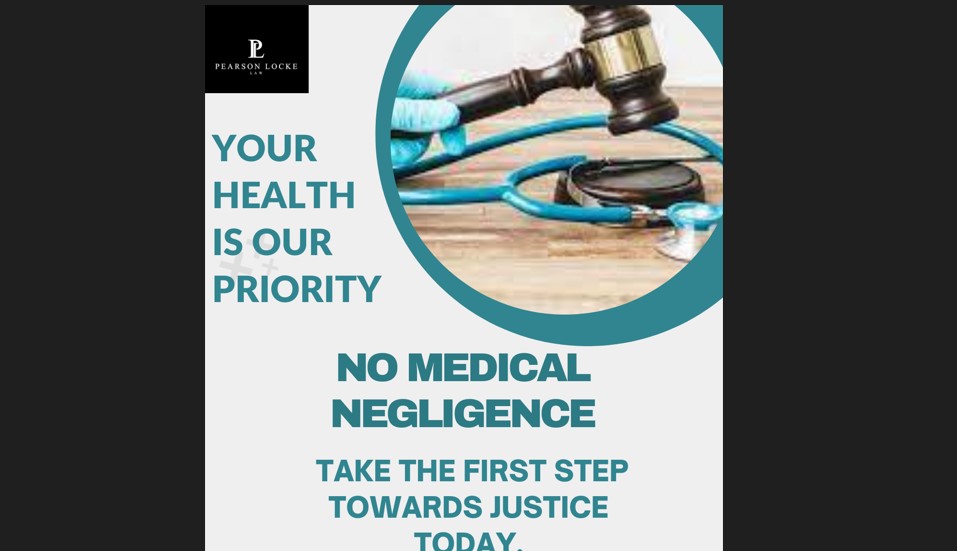 PL
PEARSON LOCKE
LAW
YOUR
HEALTH
IS OUR
PRIORITY
NO MEDICAL
NEGLIGENCE
TAKE THE FIRST STEP
TOWARDS JUSTICE
TODAY.